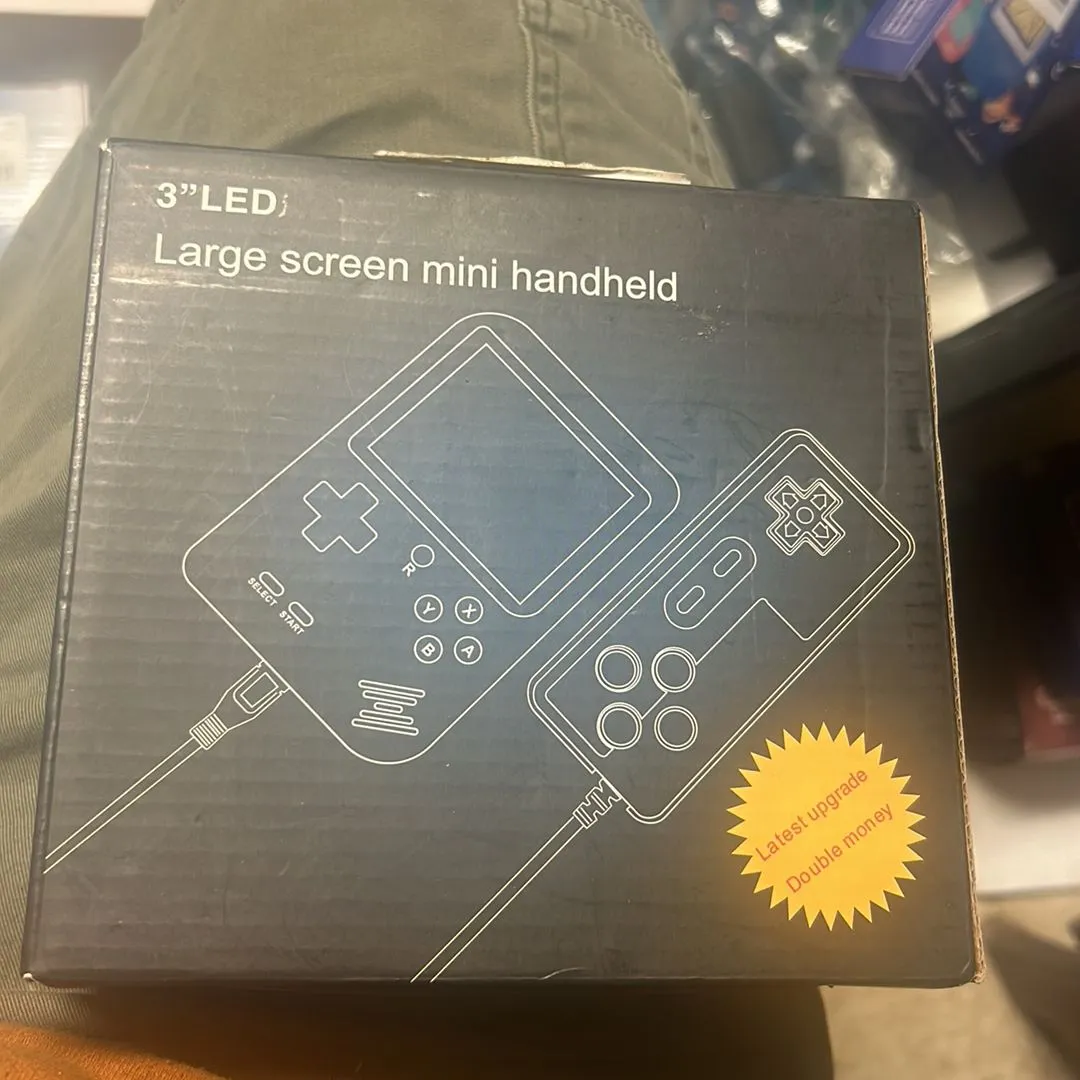 3”LED
Large screen mini handheld
R
Y X
B A
SELECT START
Latest upgrade
Double money